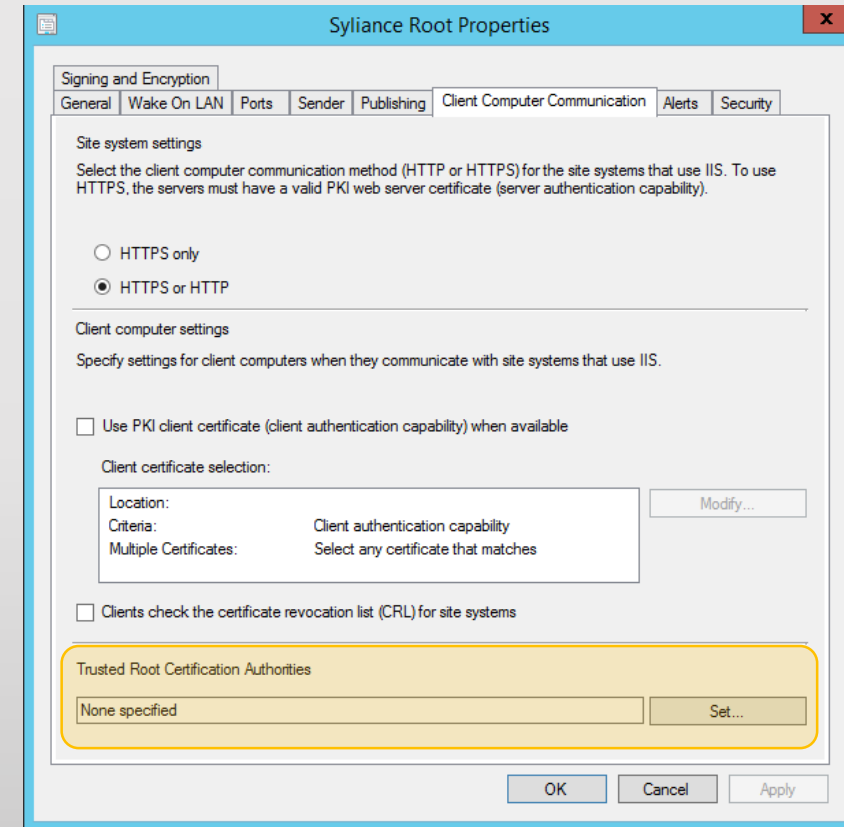 Syliance Root Properties
x
Signing and Encryption
General Wake On LAN Ports Sender Publishing Client Computer Communication Alerts Security
Site system settings
Select the client computer communication method (HTTP or HTTPS) for the site systems that use IIS. To use
HTTPS, the servers must have a valid PKI web server certificate (server authentication capability).
HTTPS only
HTTPS or HTTP
Client computer settings
Specify settings for client computers when they communicate with site systems that use IIS.
Use PKI client certificate (client authentication capability) when available
Client certificate selection:
Location:
Modify...
Criteria: Client authentication capability
Multiple Certificates: Select any certificate that matches
Clients check the certificate revocation list (CRL) for site systems
Trusted Root Certification Authorities
None specified Set...
OK Cancel Apply